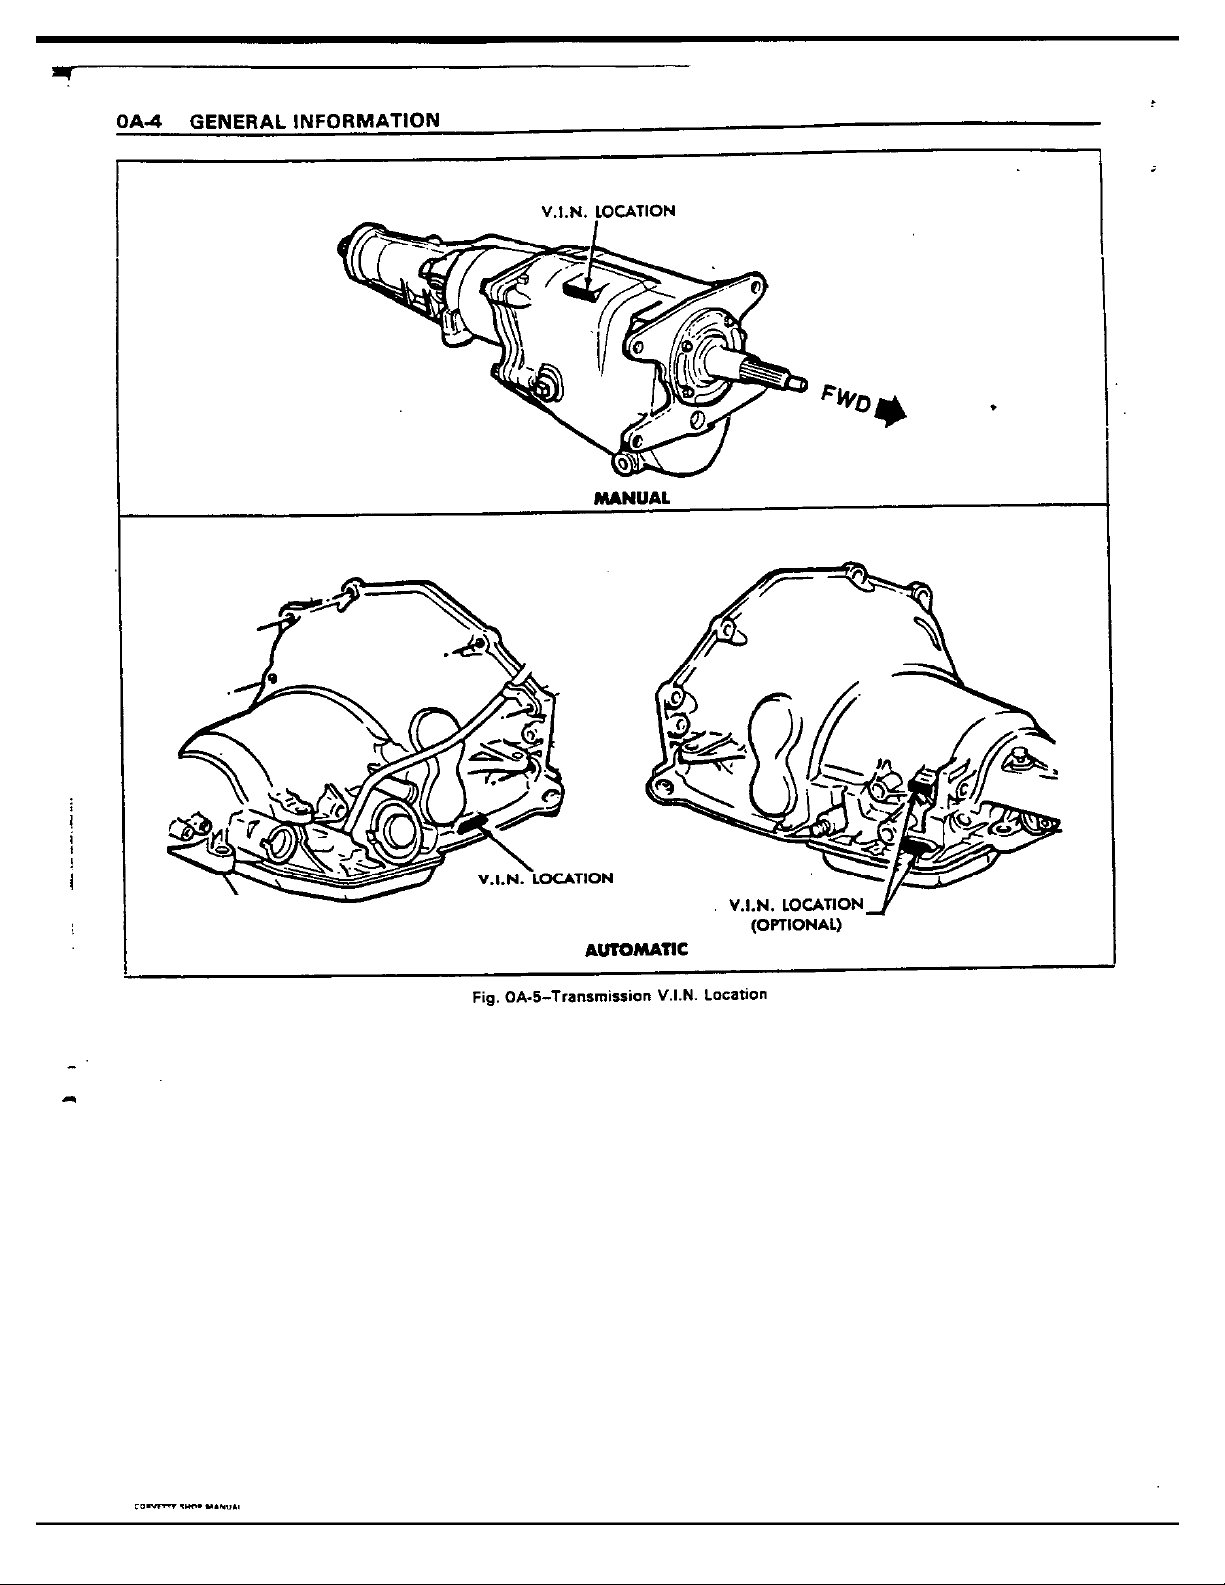 0A-4 GENERAL INFORMATION
V.I.N. LOCATION
FWD
MANUAL
V.I.N. LOCATION
V.I.N. LOCATION
(OPTIONAL)
AUTOMATIC
Fig. 0A-5—Transmission V.I.N. Location
CORVETTE SHOP MANUAL